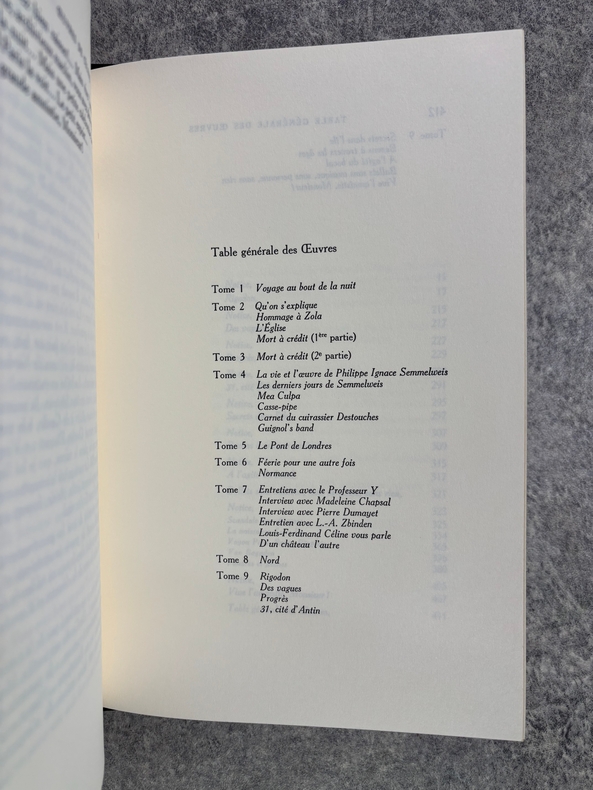 Table générale des Œuvres
Tome 1 Voyage au bout de la nuit
Tome 2 Qu'on s'explique
Hommage à Zola
L'Église
Mort à crédit (1ère partie)
Tome 3 Mort à crédit (2e partie)
Tome 4 La vie et l'œuvre de Philippe Ignace Semmelweis
Les derniers jours de Semmelweis
Mea Culpa
Casse-pipe
Carnet du cuirassier Destouches
Guignol's band
Tome 5 Le Pont de Londres
Tome 6 Féerie pour une autre fois
Normance
Tome 7 Entretiens avec le Professeur Y
Interview avec Madeleine Chapsal
Interview avec Pierre Dumayet
Entretien avec L.-A. Zbinden
Louis-Ferdinand Céline vous parle
D'un château l'autre
Tome 8 Nord
Tome 9 Rigodon
Des vagues
Progrès
31, cité d'Antin